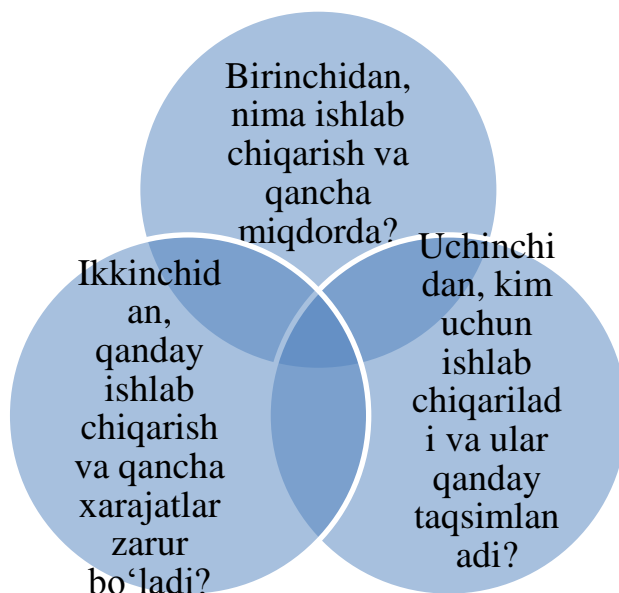 Birinchidan,
nima ishlab
chiqarish va
qancha
miqdorda?
Ikkinchid
an,
qanday
ishlab
chiqarish
va qancha
xarajatlar
zarur
bo‘ladi?
Uchinchi
dan, kim
uchun
ishlab
chiqarilad
i va ular
qanday
taqsimlan
adi?